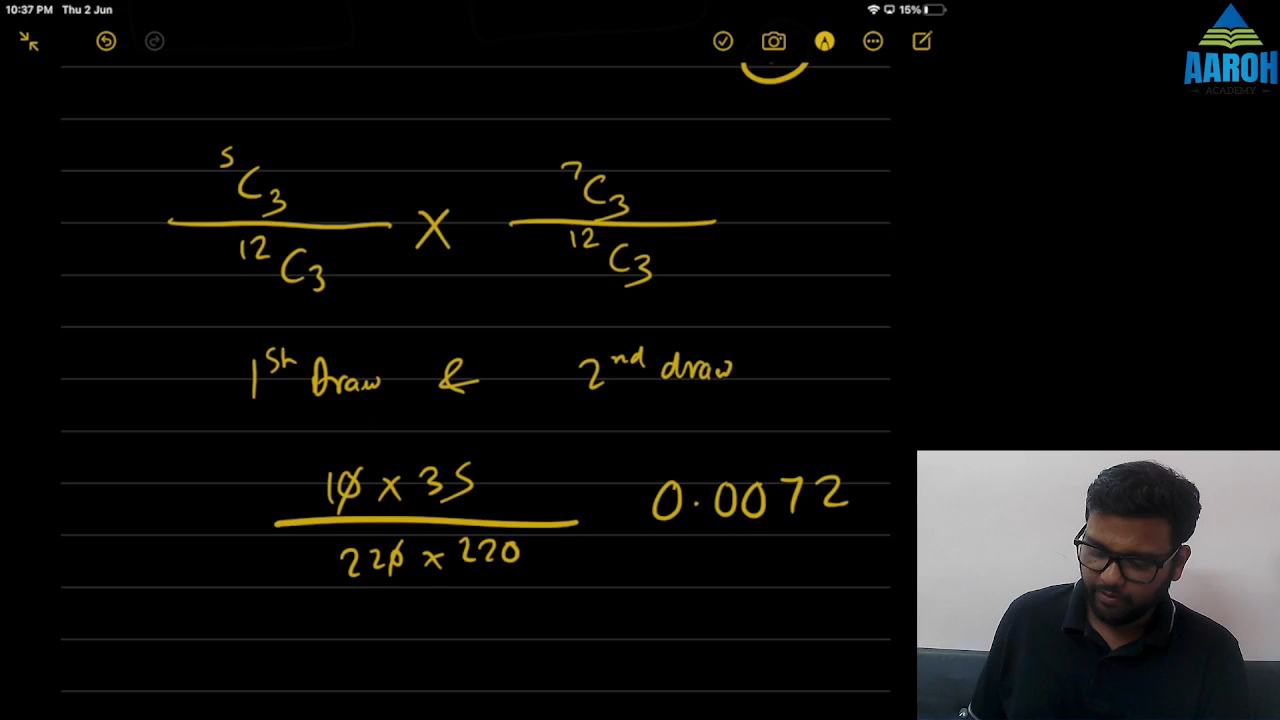 10:37 PM Thu 2 Jun
15%
AAROH
ACADEMY
⁵C₃ / ¹²C₃ X ⁷C₃ / ¹²C₃
1st Draw & 2nd draw
10 x 35 / 220 x 220 0.0072